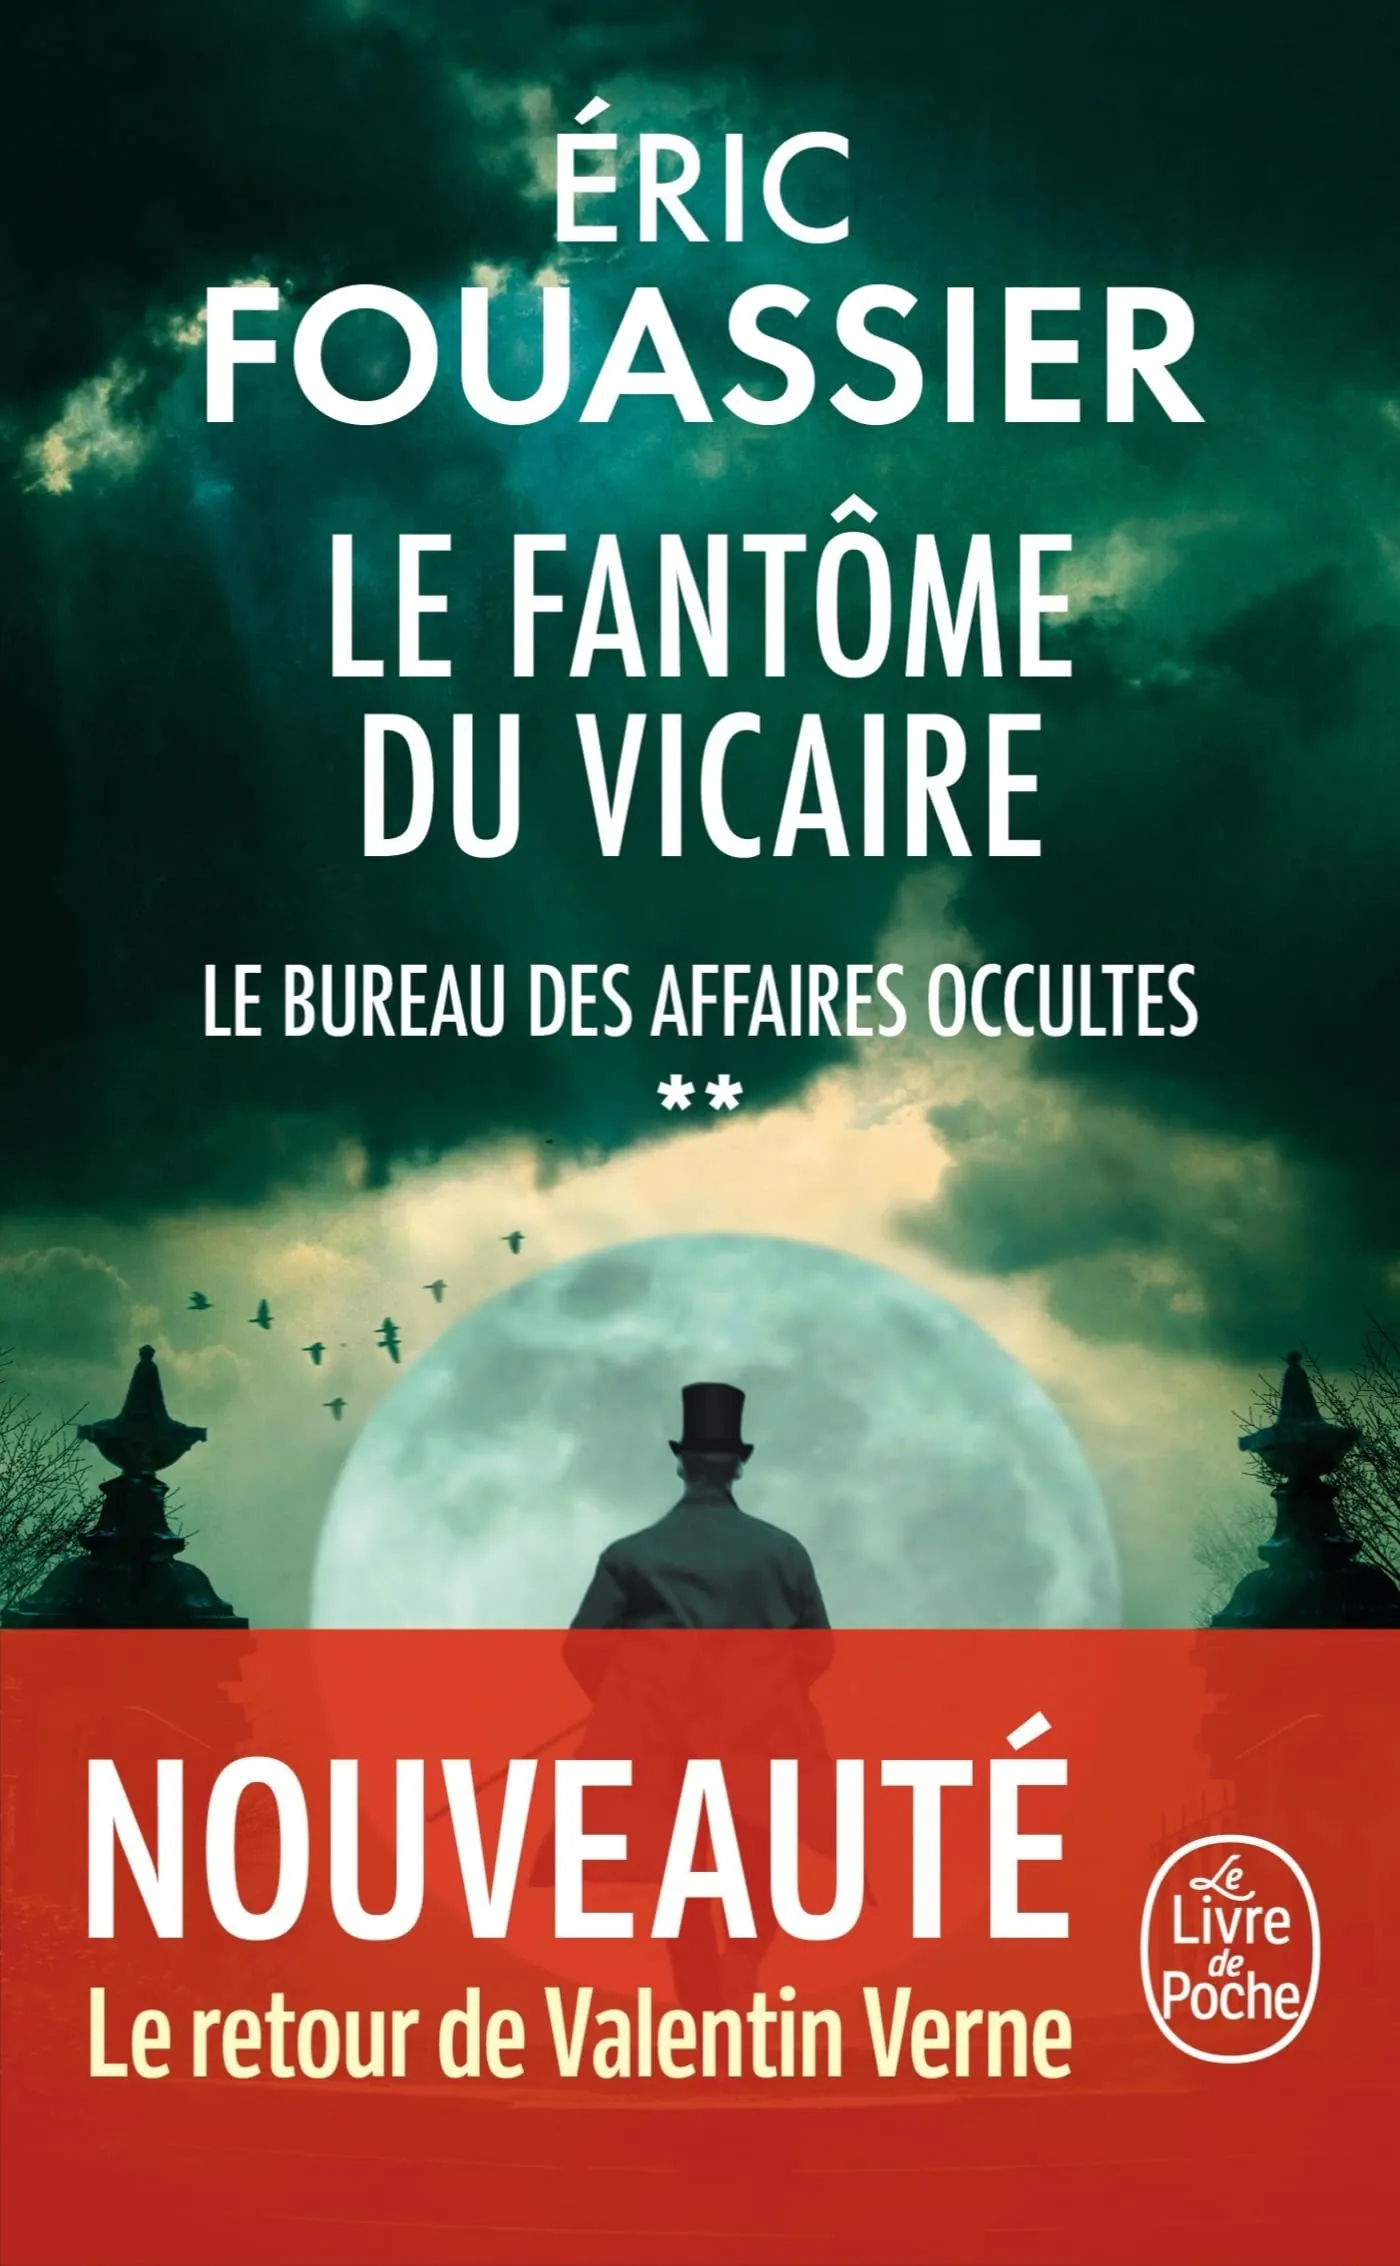 ÉRIC
FOUASSIER
LE FANTÔME
DU VICAIRE
LE BUREAU DES AFFAIRES OCCULTES
**
NOUVEAUTÉ
Le retour de Valentin Verne
Le
Livre
de
Poche